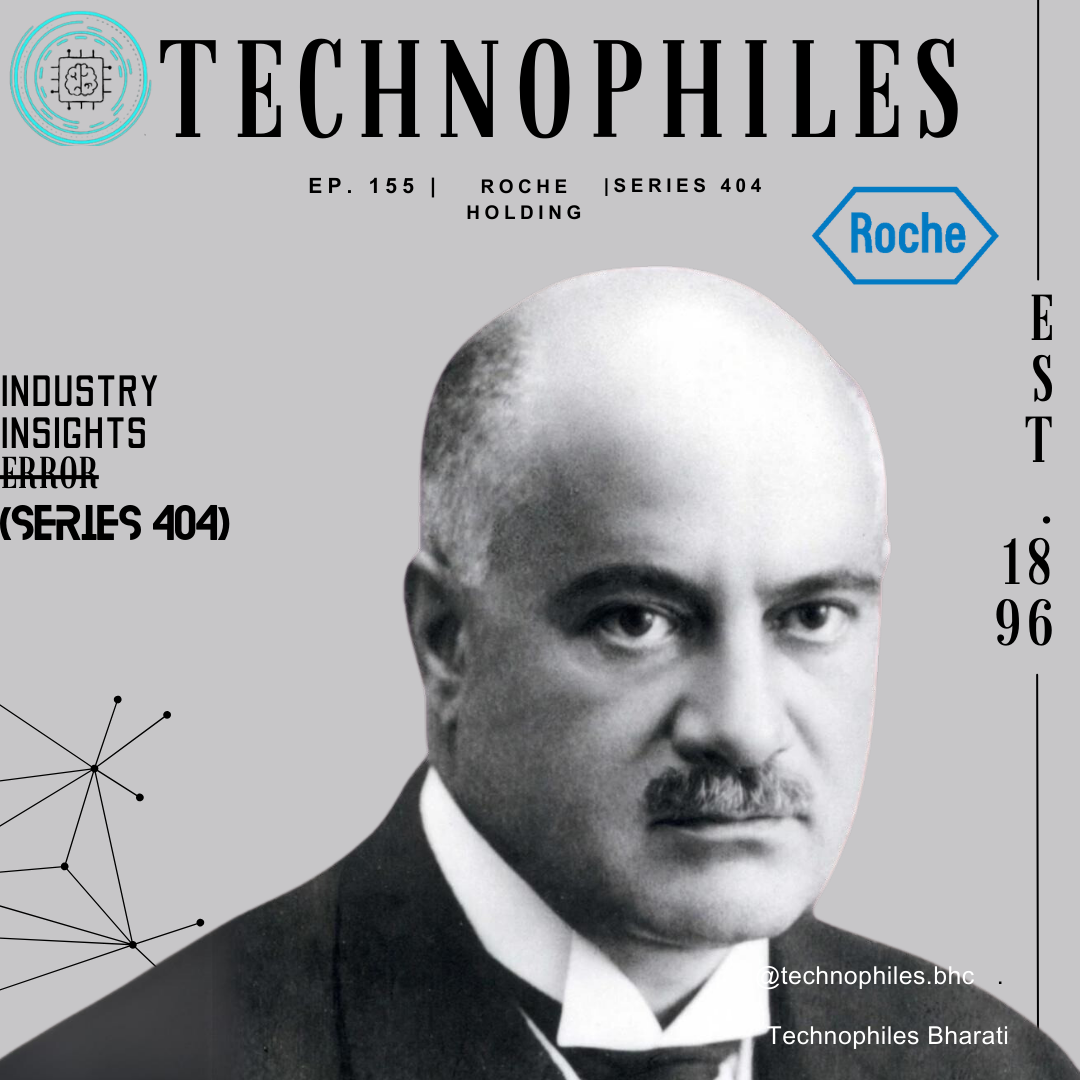 TECHNOPHILES
EP. 155 | ROCHE |SERIES 404
HOLDING
Roche
EST.
18
96
INDUSTRY
INSIGHTS
ERROR
(SERIES 404)
@technophiles.bhc .
Technophiles Bharati